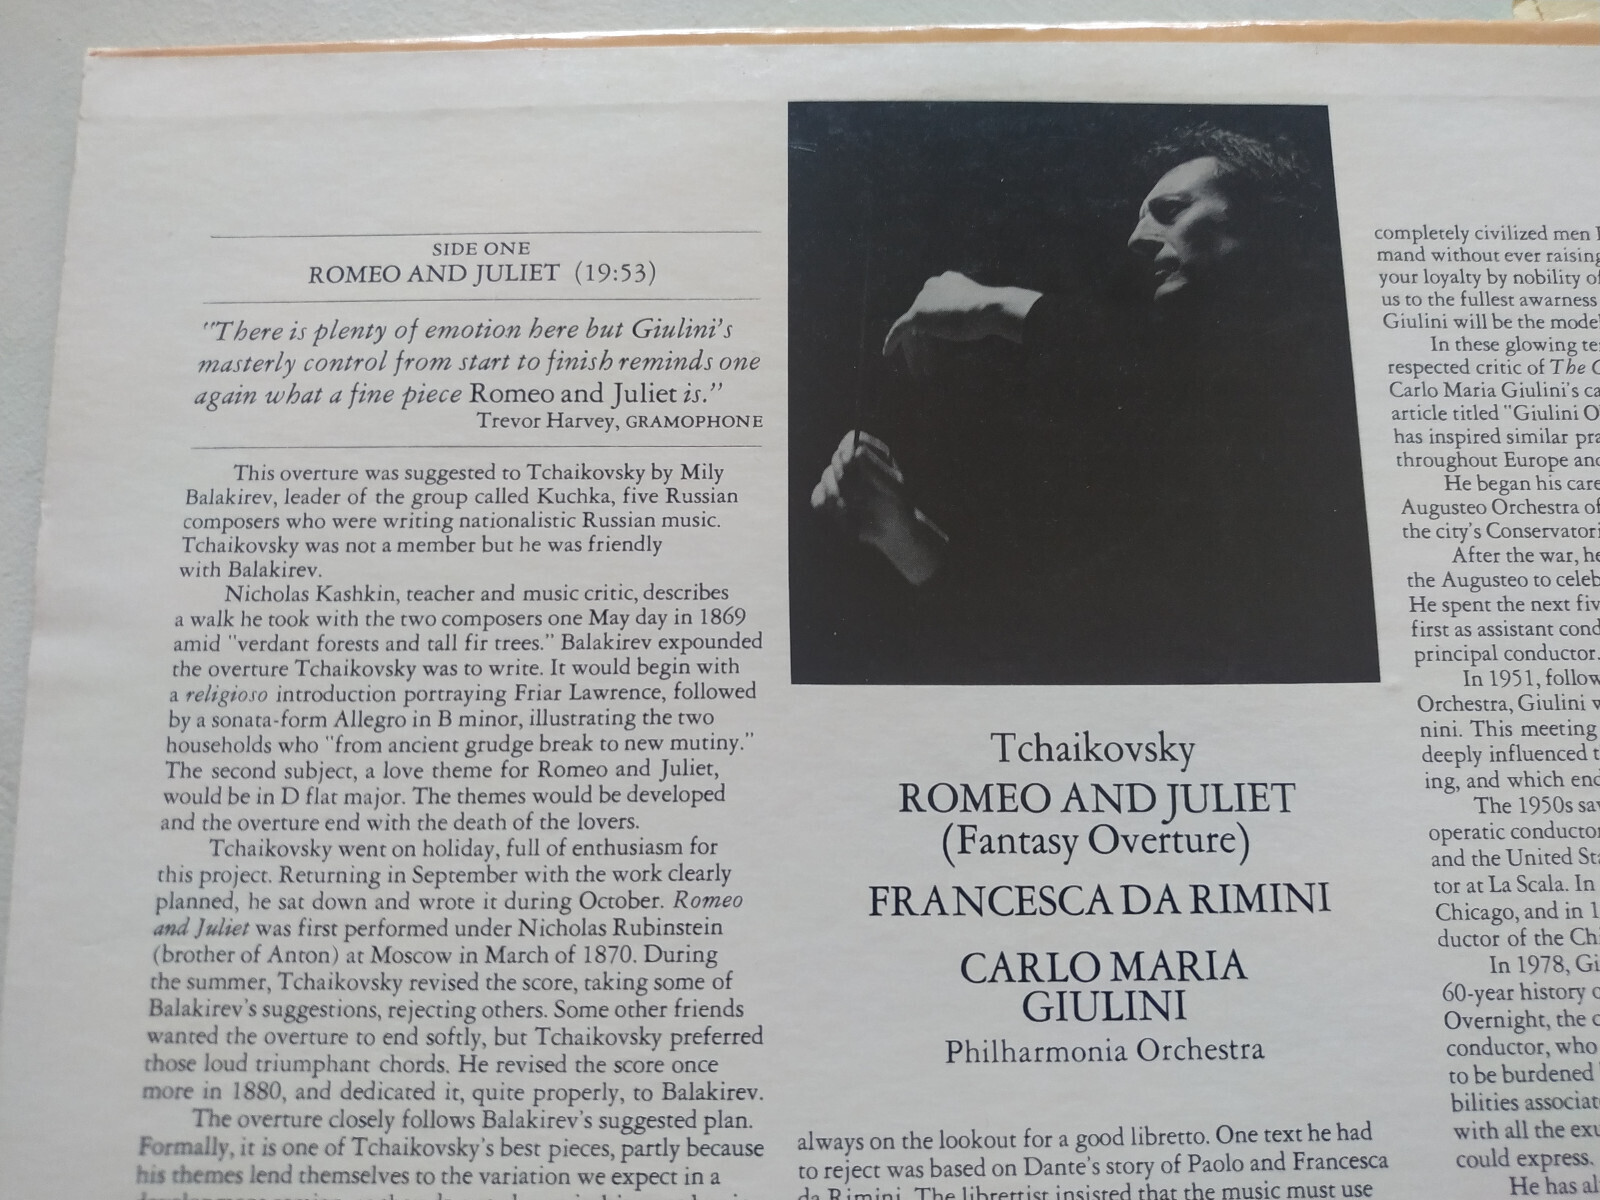 SIDE ONE
ROMEO AND JULIET (19:53)
"There is plenty of emotion here but Giulini's
masterly control from start to finish reminds one
again what a fine piece Romeo and Juliet is."
Trevor Harvey, GRAMOPHONE
This overture was suggested to Tchaikovsky by Mily
Balakirev, leader of the group called Kuchka, five Russian
composers who were writing nationalistic Russian music.
Tchaikovsky was not a member but he was friendly
with Balakirev.
Nicholas Kashkin, teacher and music critic, describes
a walk he took with the two composers one May day in 1869
amid "verdant forests and tall fir trees." Balakirev expounded
the overture Tchaikovsky was to write. It would begin with
a religioso introduction portraying Friar Lawrence, followed
by a sonata-form Allegro in B minor, illustrating the two
households who "from ancient grudge break to new mutiny."
The second subject, a love theme for Romeo and Juliet,
would be in D flat major. The themes would be developed
and the overture end with the death of the lovers.
Tchaikovsky went on holiday, full of enthusiasm for
this project. Returning in September with the work clearly
planned, he sat down and wrote it during October. Romeo
and Juliet was first performed under Nicholas Rubinstein
(brother of Anton) at Moscow in March of 1870. During
the summer, Tchaikovsky revised the score, taking some of
Balakirev's suggestions, rejecting others. Some other friends
wanted the overture to end softly, but Tchaikovsky preferred
those loud triumphant chords. He revised the score once
more in 1880, and dedicated it, quite properly, to Balakirev.
The overture closely follows Balakirev's suggested plan.
Formally, it is one of Tchaikovsky's best pieces, partly because
his themes lend themselves to the variation we expect in a
Tchaikovsky
ROMEO AND JULIET
(Fantasy Overture)
FRANCESCA DA RIMINI
CARLO MARIA
GIULINI
Philharmonia Orchestra
always on the lookout for a good libretto. One text he had
to reject was based on Dante's story of Paolo and Francesca
da Rimini. The librettist insisted that the music must use
completely civilized men
mand without ever raising
your loyalty by nobility of
us to the fullest awarness
Giulini will be the model
In these glowing
respected critic of The
Carlo Maria Giulini's
article titled "Giulini
has inspired similar
throughout Europe and
He began his
Augusteo Orchestra of
the city's
After the war, he
the Augusteo to
He spent the next
first as assistant
principal conductor.
In 1951,
Orchestra, Giulini
nini. This meeting
deeply influenced
ing, and which
The 1950s
operatic
and the United
tor at La Scala. In
Chicago, and in
ductor of the
In 1978,
60-year history
Overnight, the
conductor, who
to be burdened
bilities
with all the
could express.
He has